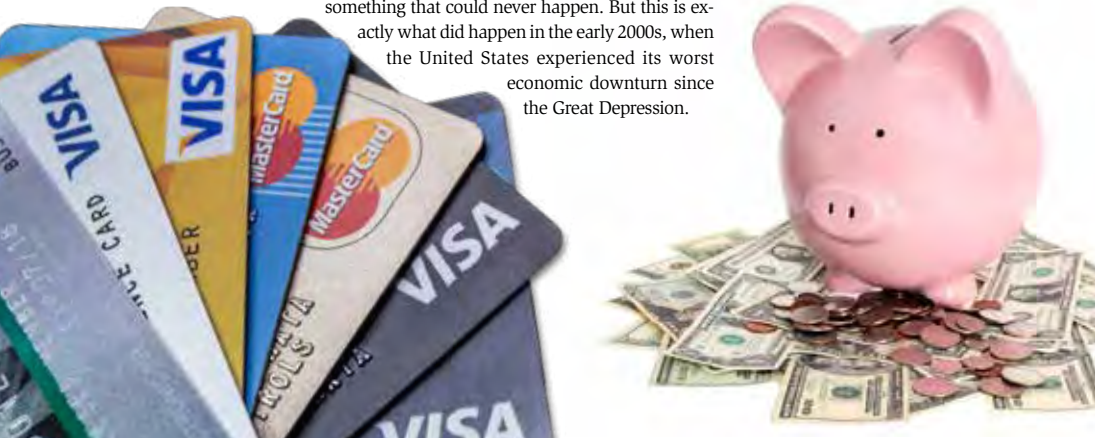 something that could never happen. But this is ex-
actly what did happen in the early 2000s, when
the United States experienced its worst
economic downturn since
the Great Depression.
VISA
VISA
MasterCard
MasterCard
VISA
VISA
CARD